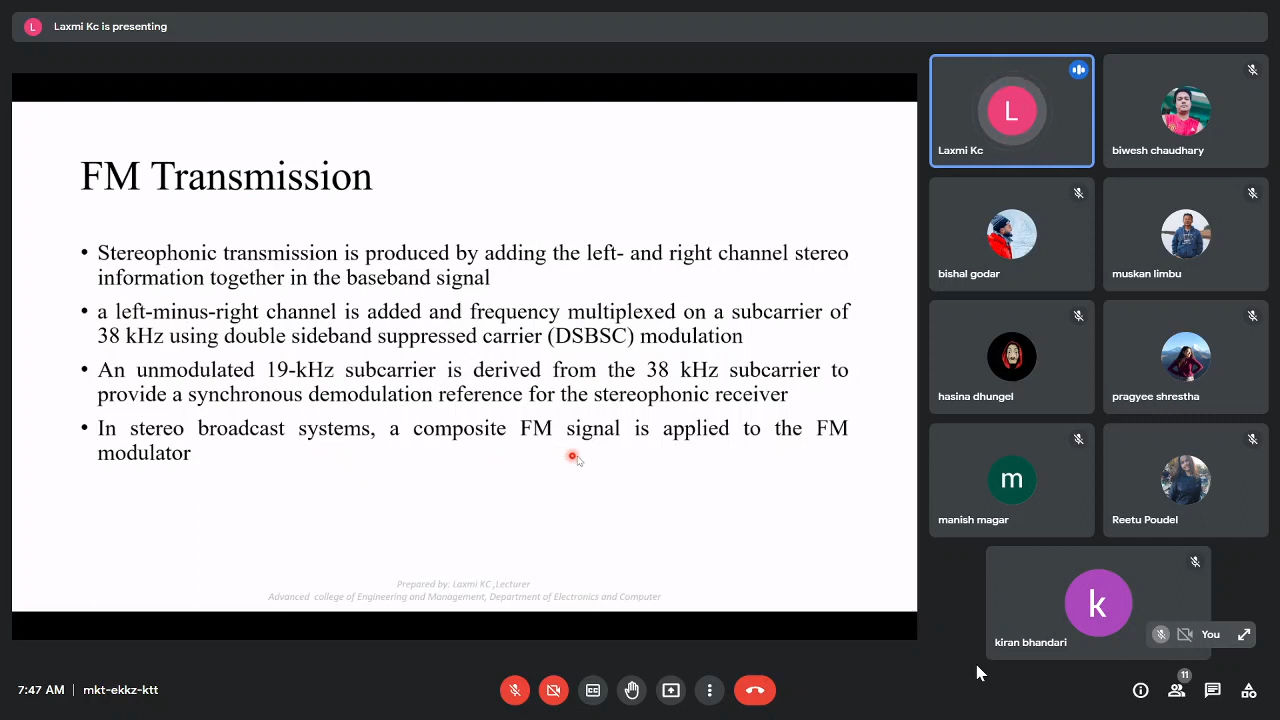 L Laxmi Kc is presenting
FM Transmission
• Stereophonic transmission is produced by adding the left- and right channel stereo
information together in the baseband signal
• a left-minus-right channel is added and frequency multiplexed on a subcarrier of
38 kHz using double sideband suppressed carrier (DSBSC) modulation
• An unmodulated 19-kHz subcarrier is derived from the 38 kHz subcarrier to
provide a synchronous demodulation reference for the stereophonic receiver
• In stereo broadcast systems, a composite FM signal is applied to the FM
modulator
Prepared by: Laxmi KC ,Lecturer
Advanced college of Engineering and Management, Department of Electronics and Computer
L
Laxmi Kc
biwesh chaudhary
bishal godar
muskan limbu
hasina dhungel
pragyee shrestha
m
manish magar
Reetu Poudel
k
kiran bhandari
You
7:47 AM | mkt-ekkz-ktt
CC
11